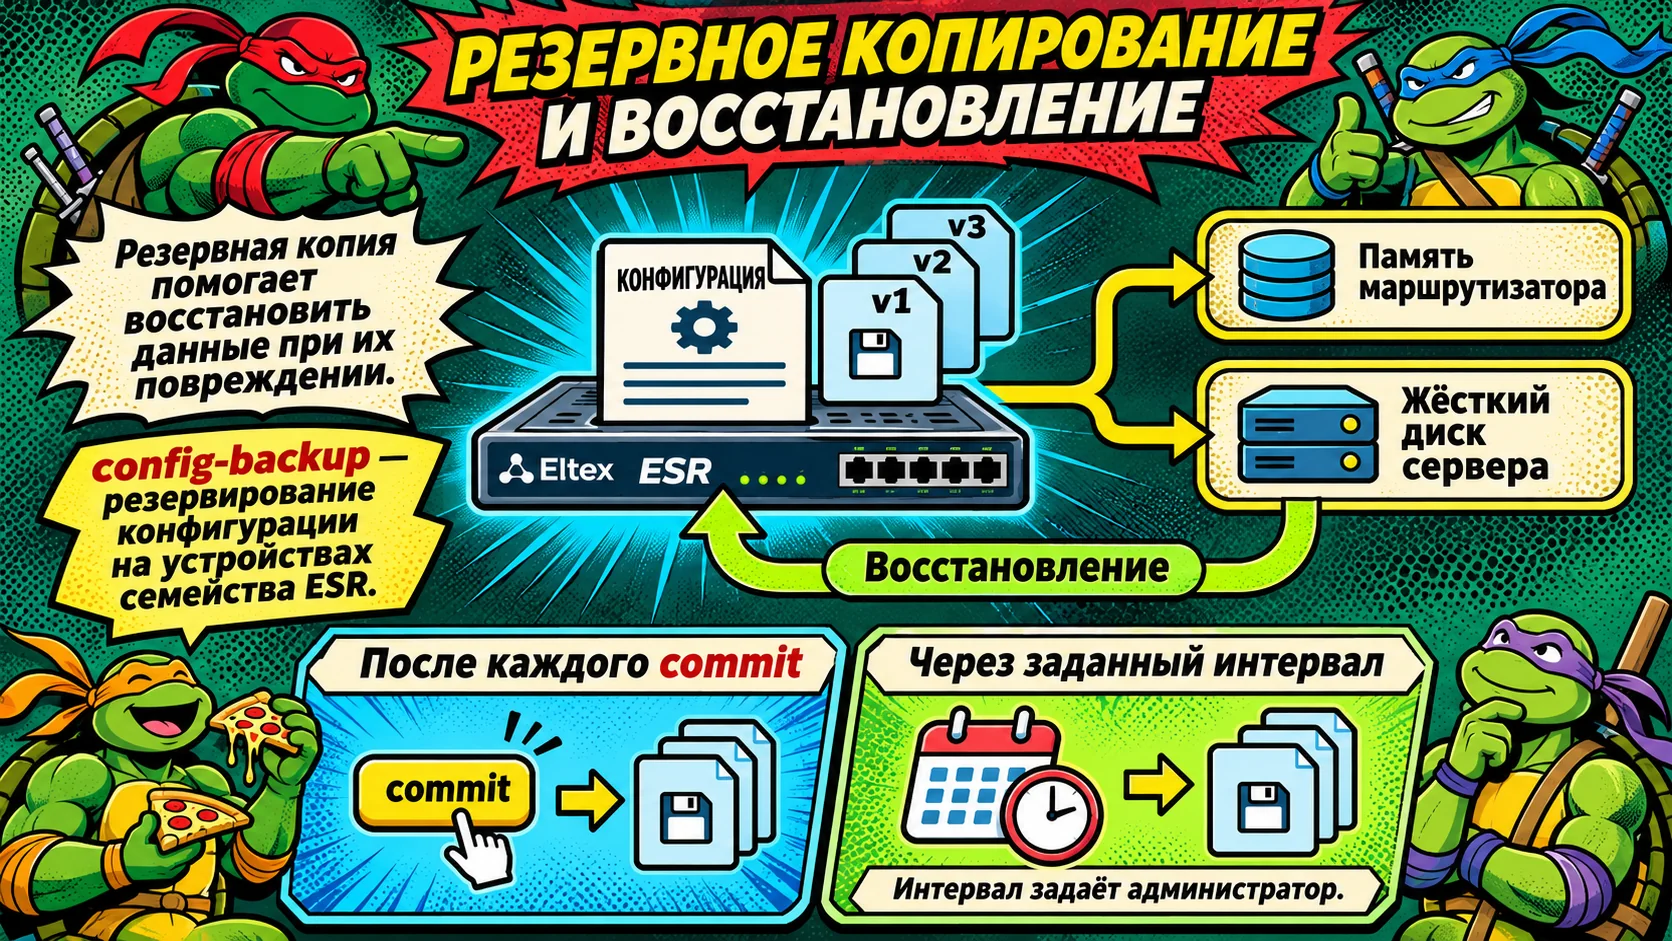 РЕЗЕРВНОЕ КОПИРОВАНИЕ
И ВОССТАНОВЛЕНИЕ
Резервная копия
помогает
восстановить
данные при их
повреждении.
config-backup —
резервирование
конфигурации
на устройствах
семейства ESR.
КОНФИГУРАЦИЯ
v1
v2
v3
Eltex ESR
Память
маршрутизатора
Жёсткий
диск
сервера
Восстановление
После каждого commit
commit
Через заданный интервал
Интервал задаёт администратор.